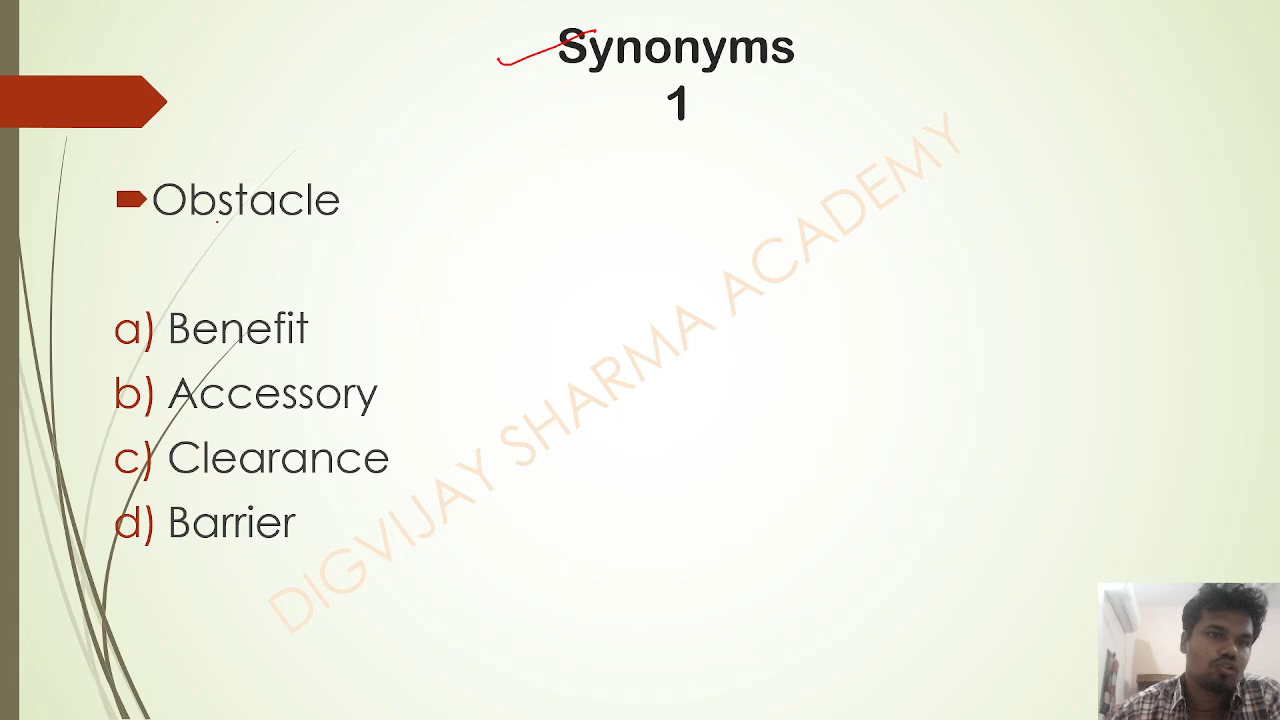 Synonyms
1
Obstacle
a) Benefit
b) Accessory
c) Clearance
d) Barrier
DIGVIJAY SHARMA ACADEMY